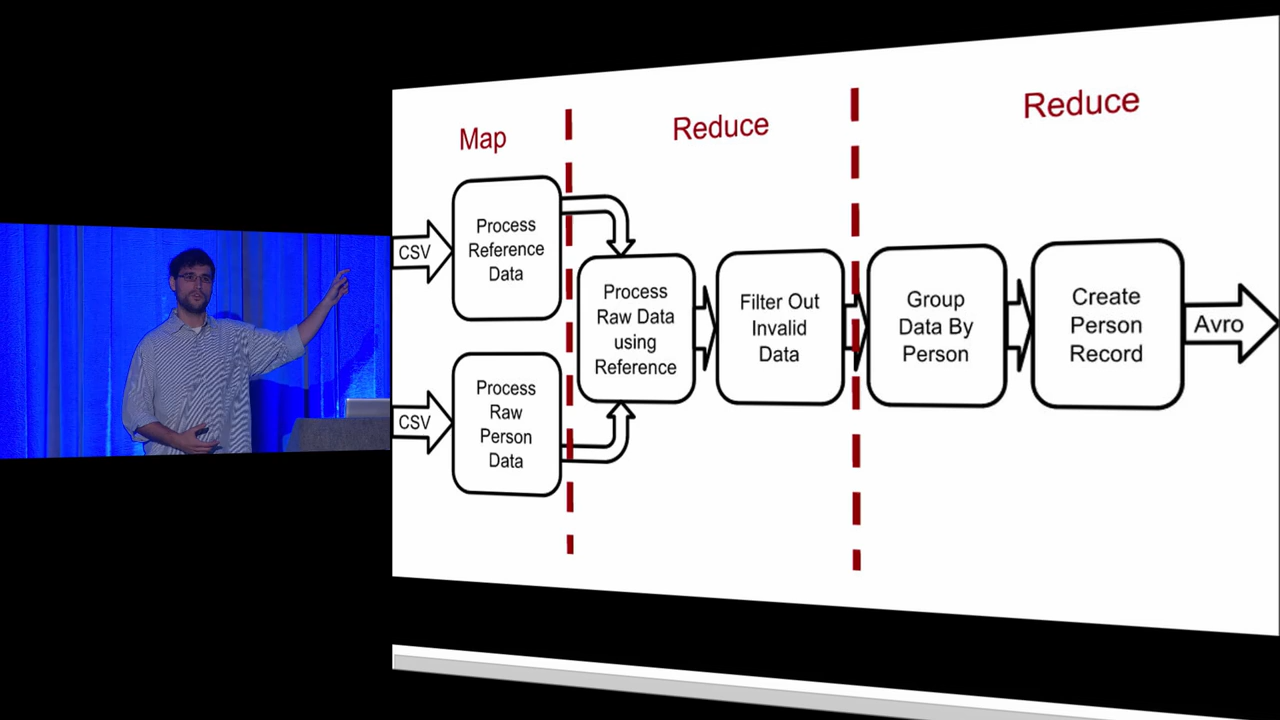 Map
Reduce
Reduce
CSV
Process
Reference
Data
CSV
Process
Raw
Person
Data
Process
Raw Data
using
Reference
Filter Out
Invalid
Data
Group
Data By
Person
Create
Person
Record
Avro